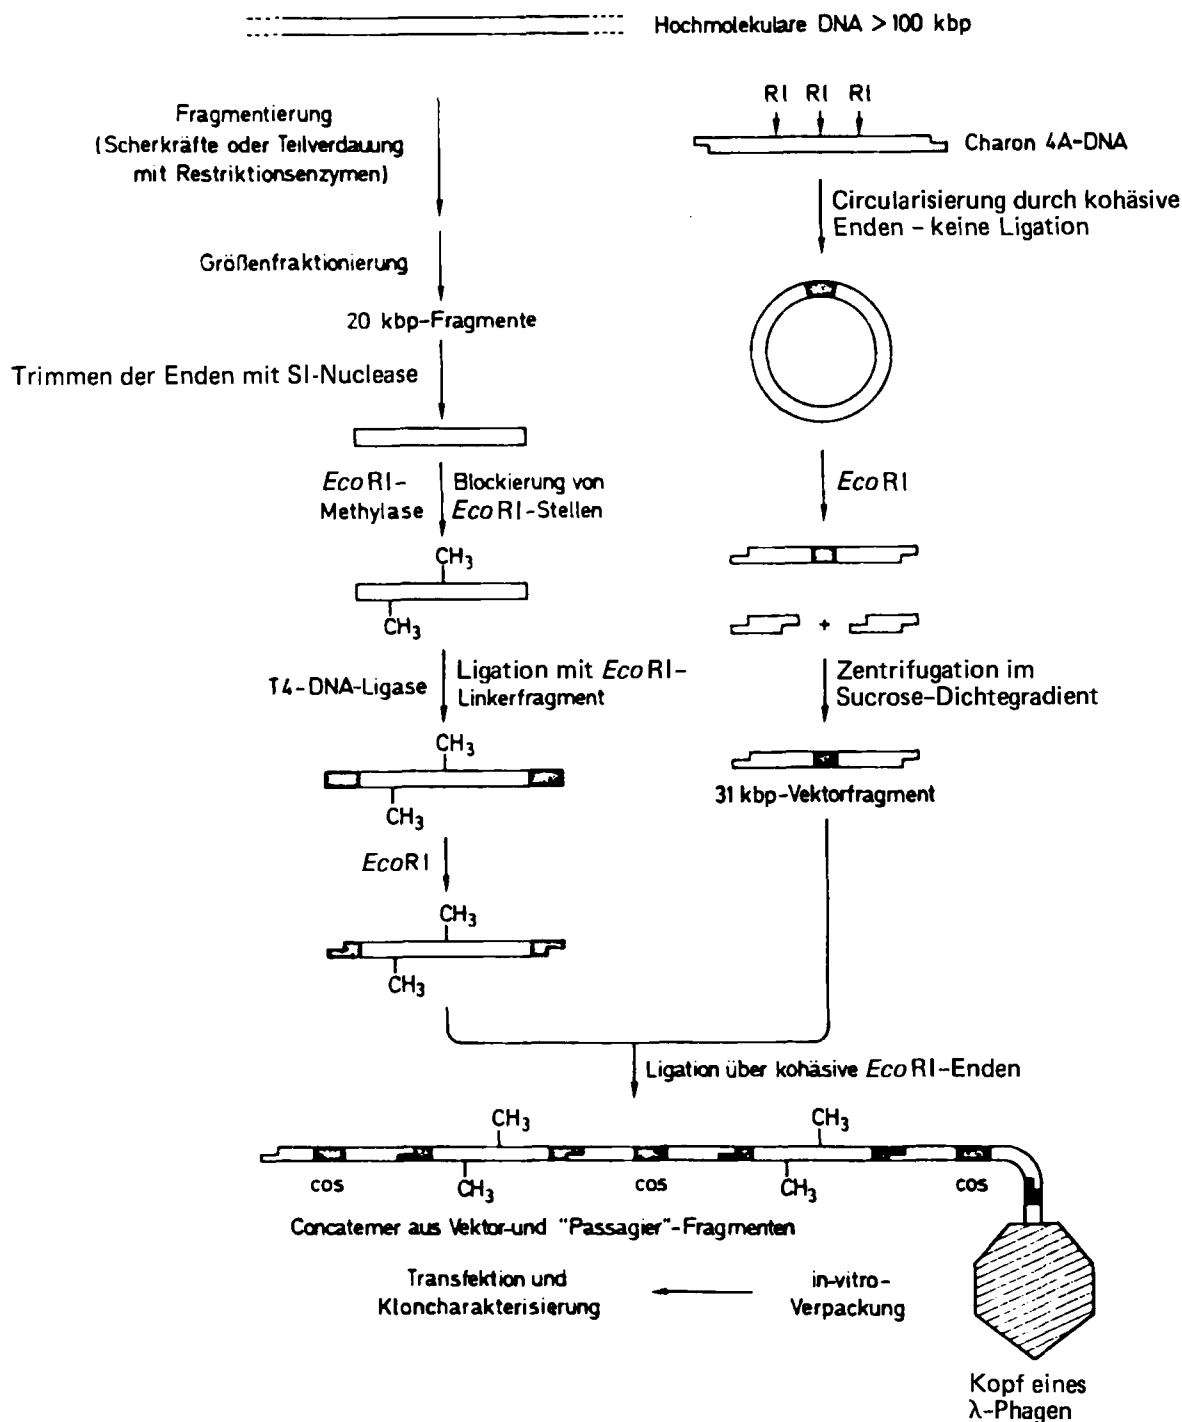 Hochmolekulare DNA > 100 kbp
Fragmentierung
(Scherkräfte oder Teilverdauung
mit Restriktionsenzymen)
Größenfraktionierung
20 kbp-Fragmente
Trimmen der Enden mit SI-Nuclease
EcoRI-
Methylase
Blockierung von
EcoRI-Stellen
CH3
CH3
T4-DNA-Ligase
Ligation mit EcoRI-
Linkerfragment
CH3
CH3
EcoRI
CH3
CH3
RI RI RI
Charon 4A-DNA
Circularisierung durch kohäsive
Enden – keine Ligation
EcoRI
+
Zentrifugation im
Sucrose-Dichtegradient
31 kbp-Vektorfragment
Ligation über kohäsive EcoRI-Enden
CH3 CH3
cos CH3 cos CH3 cos
Concatemer aus Vektor-und "Passagier"-Fragmenten
Transfektion und
Kloncharakterisierung
in-vitro-
Verpackung
Kopf eines
λ-Phagen